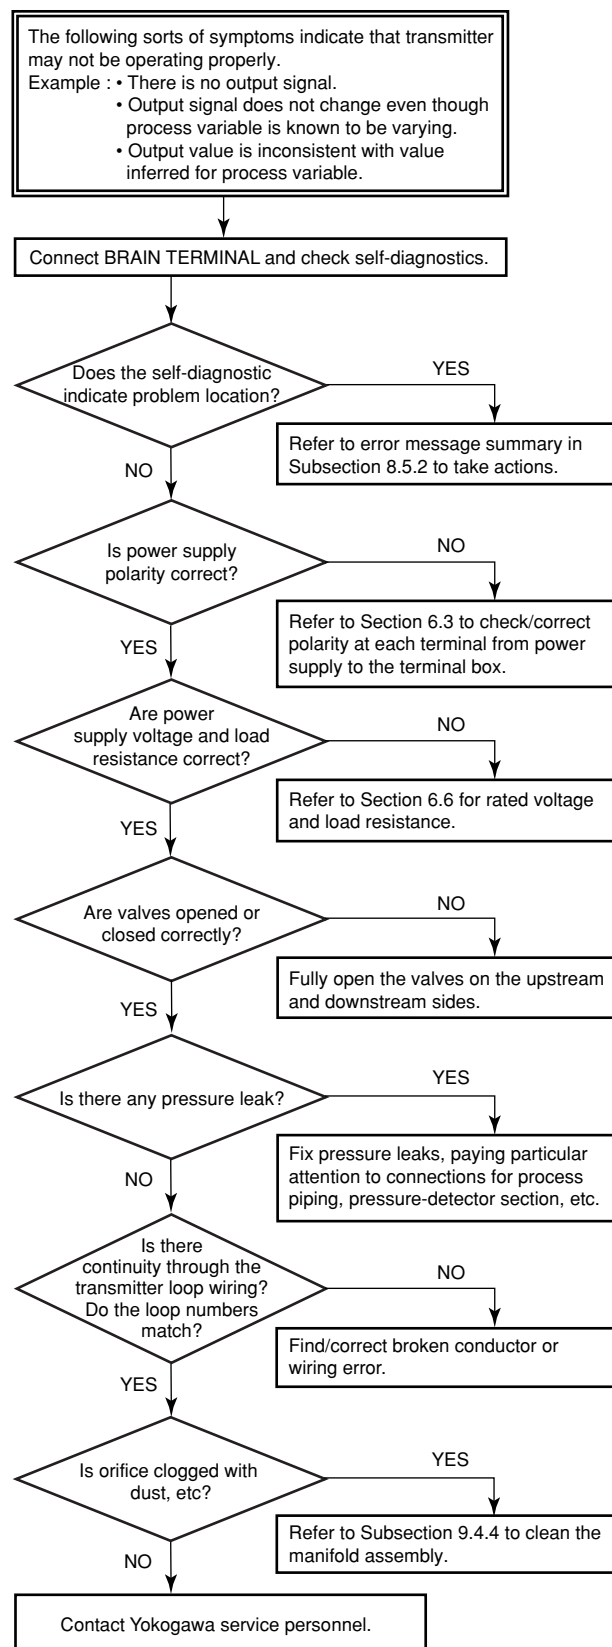 The following sorts of symptoms indicate that transmitter
may not be operating properly.
Example : • There is no output signal.
• Output signal does not change even though
process variable is known to be varying.
• Output value is inconsistent with value
inferred for process variable.
Connect BRAIN TERMINAL and check self-diagnostics.
Does the self-diagnostic
indicate problem location?
YES
Refer to error message summary in
Subsection 8.5.2 to take actions.
NO
Is power supply
polarity correct?
NO
Refer to Section 6.3 to check/correct
polarity at each terminal from power
supply to the terminal box.
YES
Are power
supply voltage and load
resistance correct?
NO
Refer to Section 6.6 for rated voltage
and load resistance.
YES
Are valves opened or
closed correctly?
NO
Fully open the valves on the upstream
and downstream sides.
YES
Is there any pressure leak?
YES
Fix pressure leaks, paying particular
attention to connections for process
piping, pressure-detector section, etc.
NO
Is there
continuity through the
transmitter loop wiring?
Do the loop numbers
match?
NO
Find/correct broken conductor or
wiring error.
YES
Is orifice clogged with
dust, etc?
YES
Refer to Subsection 9.4.4 to clean the
manifold assembly.
NO
Contact Yokogawa service personnel.